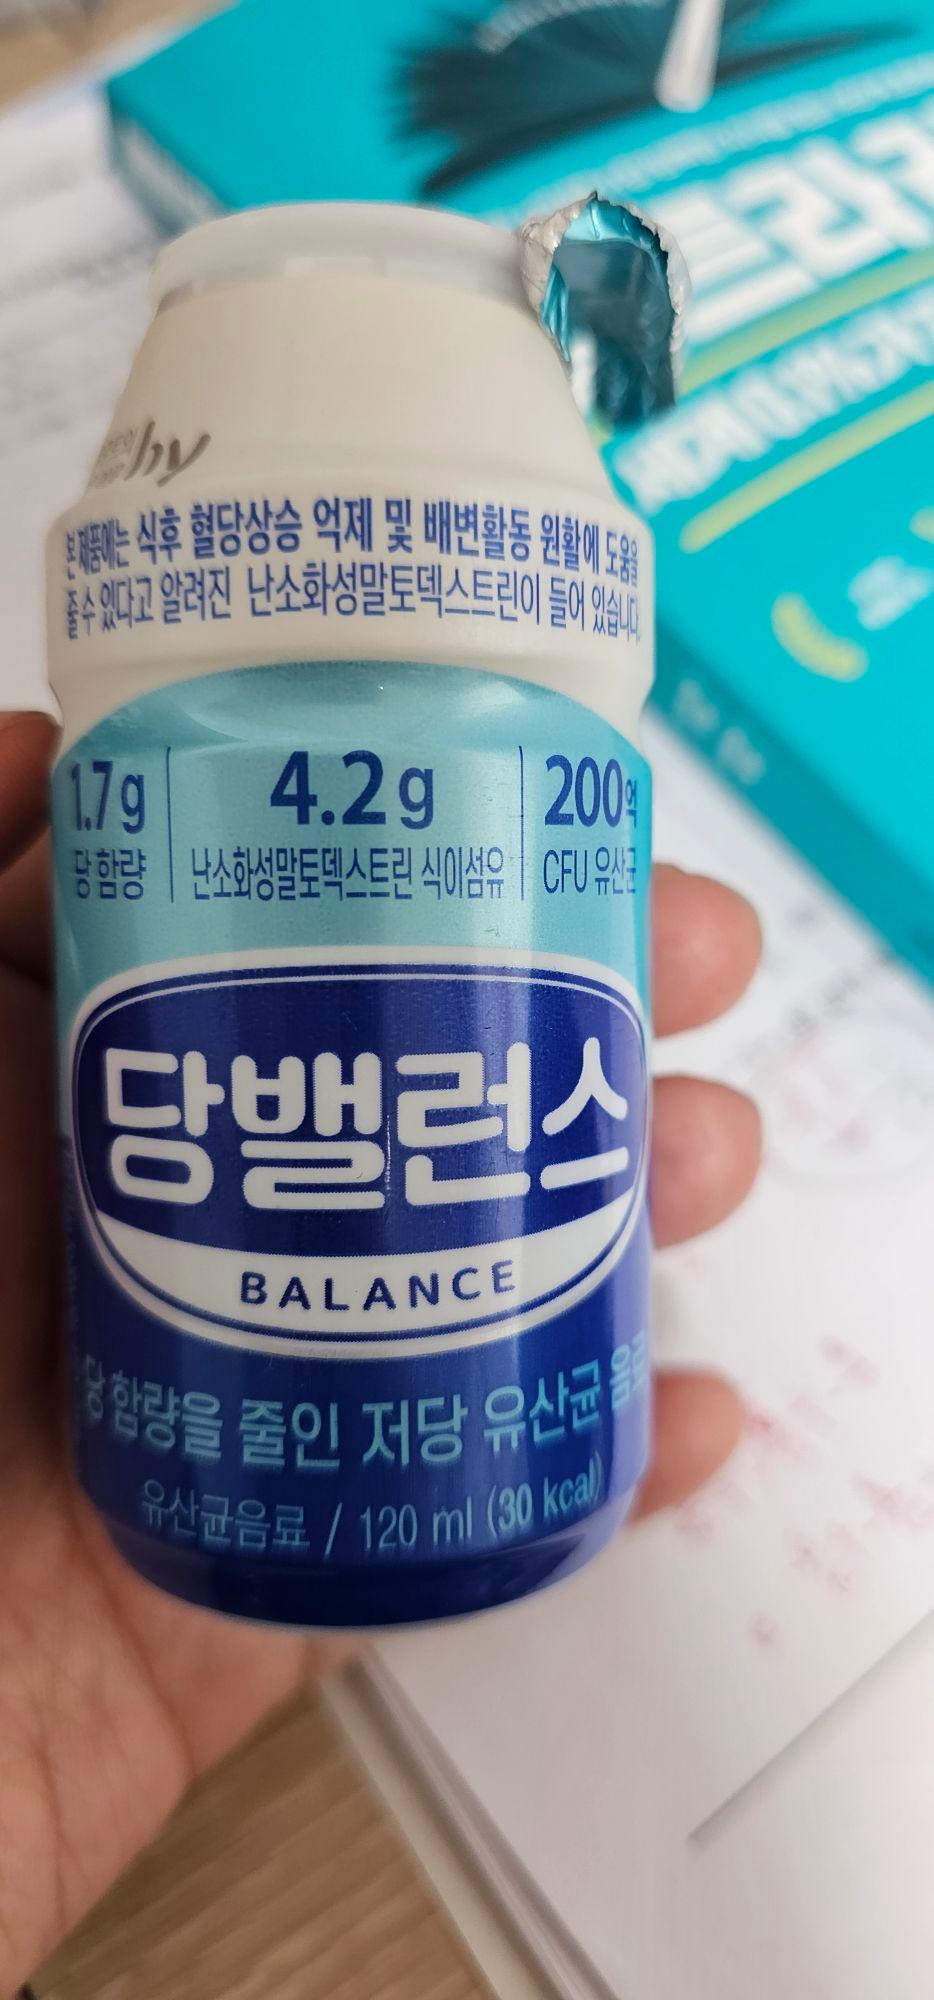 hy
본 제품에는 식후 혈당상승 억제 및 배변활동 원활에 도움을
줄 수 있다고 알려진 난소화성말토덱스트린이 들어 있습니다.
1.7g 4.2g 200억
당 함량 난소화성말토덱스트린 식이섬유 CFU 유산균
당밸런스
BALANCE
당 함량을 줄인 저당 유산균 음료
유산균음료 / 120 ml (30 kcal)